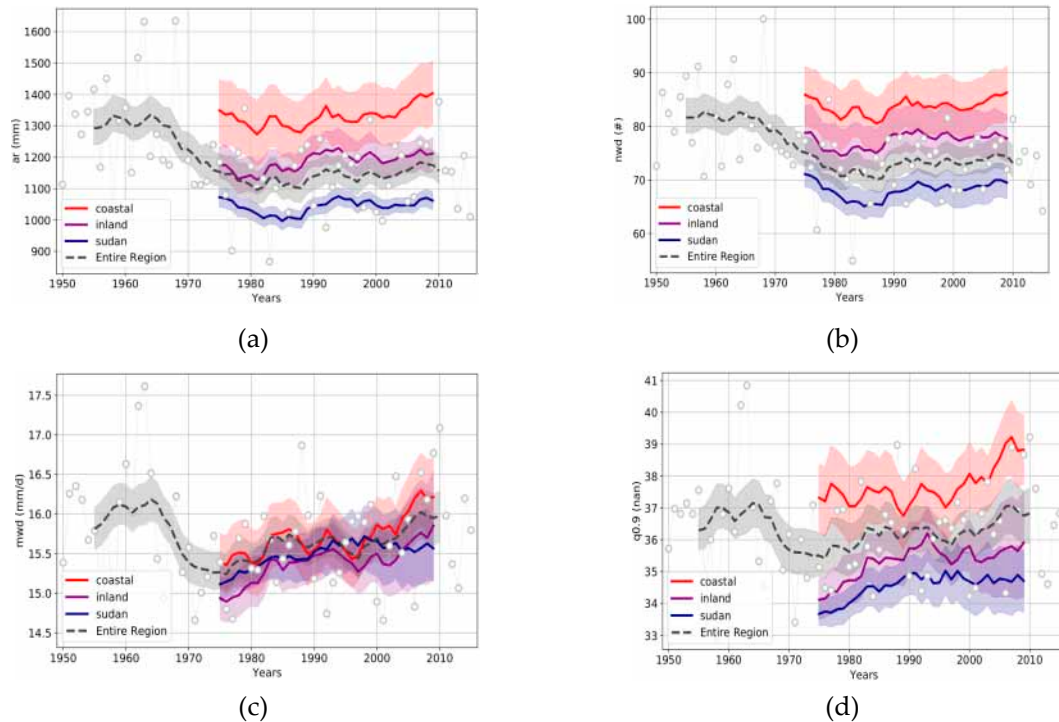 1600
1500
1400
1300
1200
1100
1000
900
ar (mm)
coastal
inland
sudan
Entire Region
1950 1960 1970 1980 1990 2000 2010
Years
(a)
100
90
80
70
60
nwd (#)
coastal
inland
sudan
Entire Region
1950 1960 1970 1980 1990 2000 2010
Years
(b)
17.5
17.0
16.5
16.0
15.5
15.0
14.5
mwd (mm/d)
coastal
inland
sudan
Entire Region
1950 1960 1970 1980 1990 2000 2010
Years
(c)
41
40
39
38
37
36
35
34
33
q0.9 (nan)
coastal
inland
sudan
Entire Region
1950 1960 1970 1980 1990 2000 2010
Years
(d)